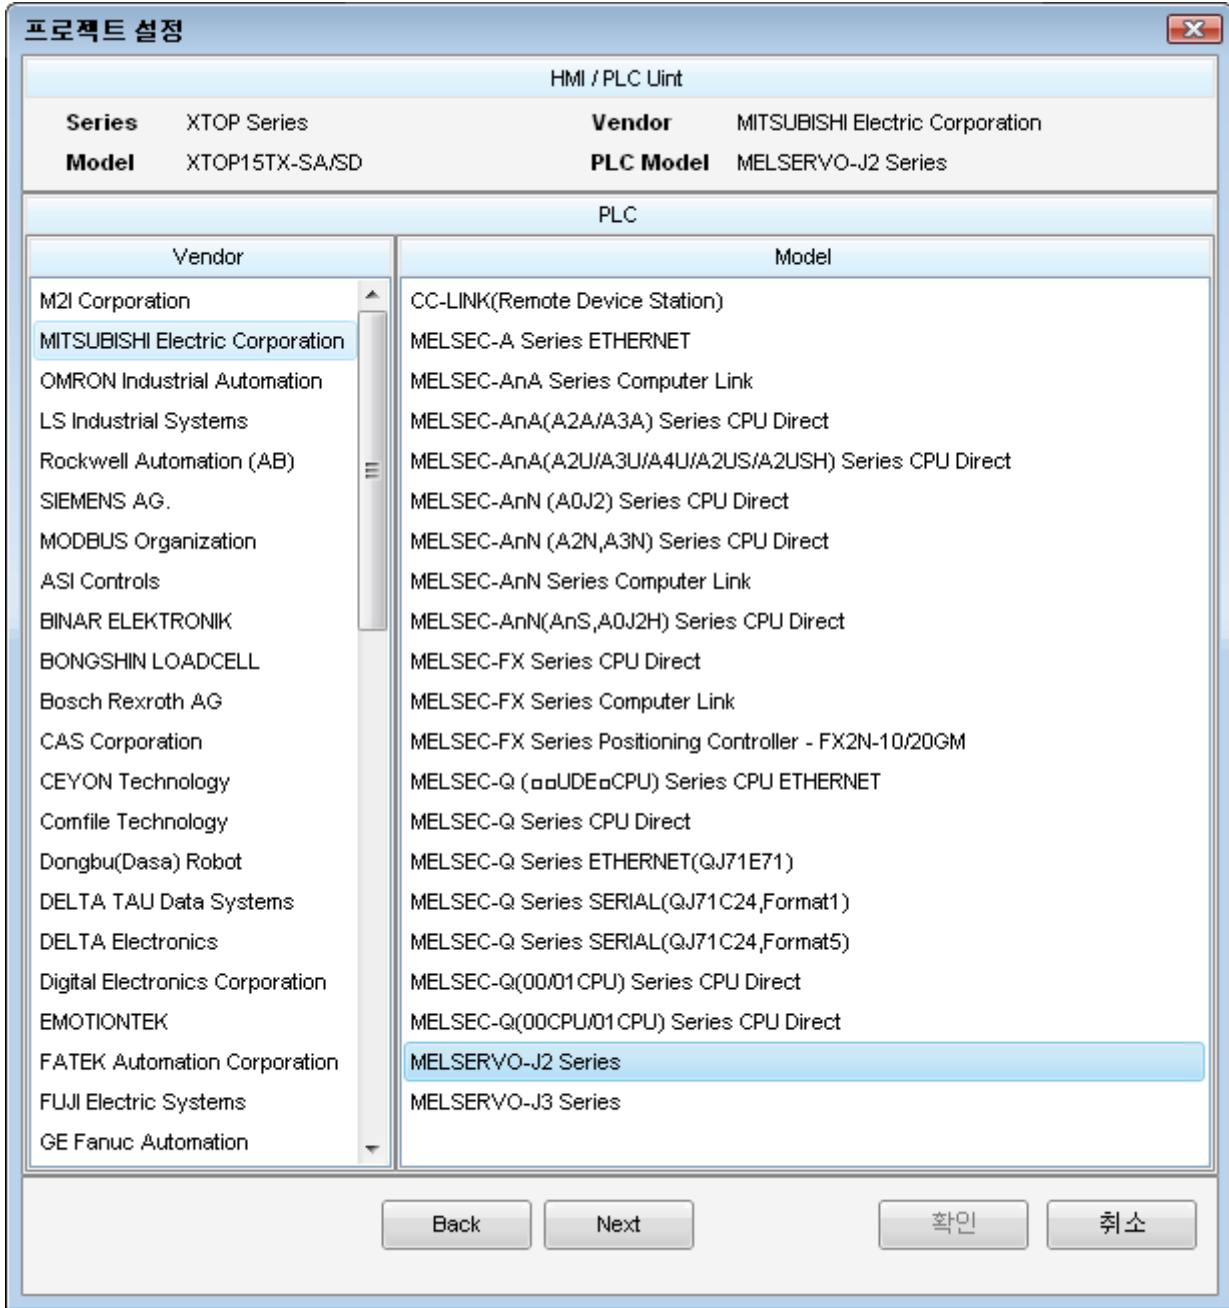 프로젝트 설정
HMI / PLC Uint
Series XTOP Series Vendor MITSUBISHI Electric Corporation
Model XTOP15TX-SA/SD PLC Model MELSERVO-J2 Series
PLC
Vendor
M2I Corporation
MITSUBISHI Electric Corporation
OMRON Industrial Automation
LS Industrial Systems
Rockwell Automation (AB)
SIEMENS AG.
MODBUS Organization
ASI Controls
BINAR ELEKTRONIK
BONGSHIN LOADCELL
Bosch Rexroth AG
CAS Corporation
CEYON Technology
Comfile Technology
Dongbu(Dasa) Robot
DELTA TAU Data Systems
DELTA Electronics
Digital Electronics Corporation
EMOTIONTEK
FATEK Automation Corporation
FUJI Electric Systems
GE Fanuc Automation
Model
CC-LINK(Remote Device Station)
MELSEC-A Series ETHERNET
MELSEC-AnA Series Computer Link
MELSEC-AnA(A2A/A3A) Series CPU Direct
MELSEC-AnA(A2U/A3U/A4U/A2US/A2USH) Series CPU Direct
MELSEC-AnN (A0J2) Series CPU Direct
MELSEC-AnN (A2N,A3N) Series CPU Direct
MELSEC-AnN Series Computer Link
MELSEC-AnN(AnS,A0J2H) Series CPU Direct
MELSEC-FX Series CPU Direct
MELSEC-FX Series Computer Link
MELSEC-FX Series Positioning Controller - FX2N-10/20GM
MELSEC-Q (□□UDE□CPU) Series CPU ETHERNET
MELSEC-Q Series CPU Direct
MELSEC-Q Series ETHERNET(QJ71E71)
MELSEC-Q Series SERIAL(QJ71C24,Format1)
MELSEC-Q Series SERIAL(QJ71C24,Format5)
MELSEC-Q(00/01CPU) Series CPU Direct
MELSEC-Q(00CPU/01CPU) Series CPU Direct
MELSERVO-J2 Series
MELSERVO-J3 Series
Back Next 확인 취소